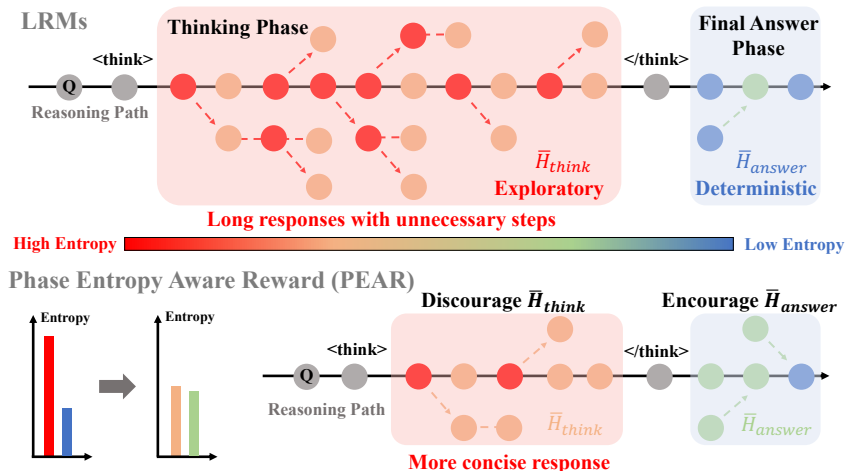 LRMs
Thinking Phase
Final Answer
Phase
<think>
</think>
Q
Reasoning Path
H̅think
Exploratory
H̅answer
Deterministic
Long responses with unnecessary steps
High Entropy
Low Entropy
Phase Entropy Aware Reward (PEAR)
Entropy
Entropy
Discourage H̅think
Encourage H̅answer
<think>
</think>
Q
Reasoning Path
H̅think
H̅answer
More concise response